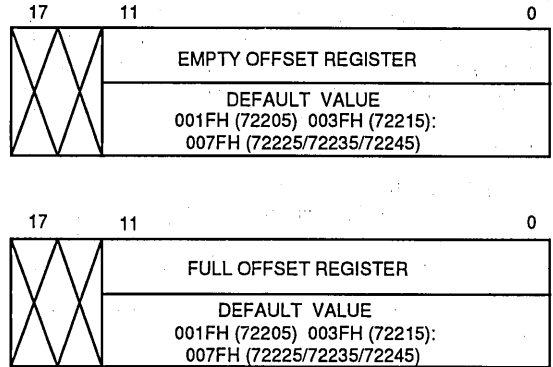 17 11 0
EMPTY OFFSET REGISTER
DEFAULT VALUE
001FH (72205) 003FH (72215):
007FH (72225/72235/72245)
17 11 0
FULL OFFSET REGISTER
DEFAULT VALUE
001FH (72205) 003FH (72215):
007FH (72225/72235/72245)